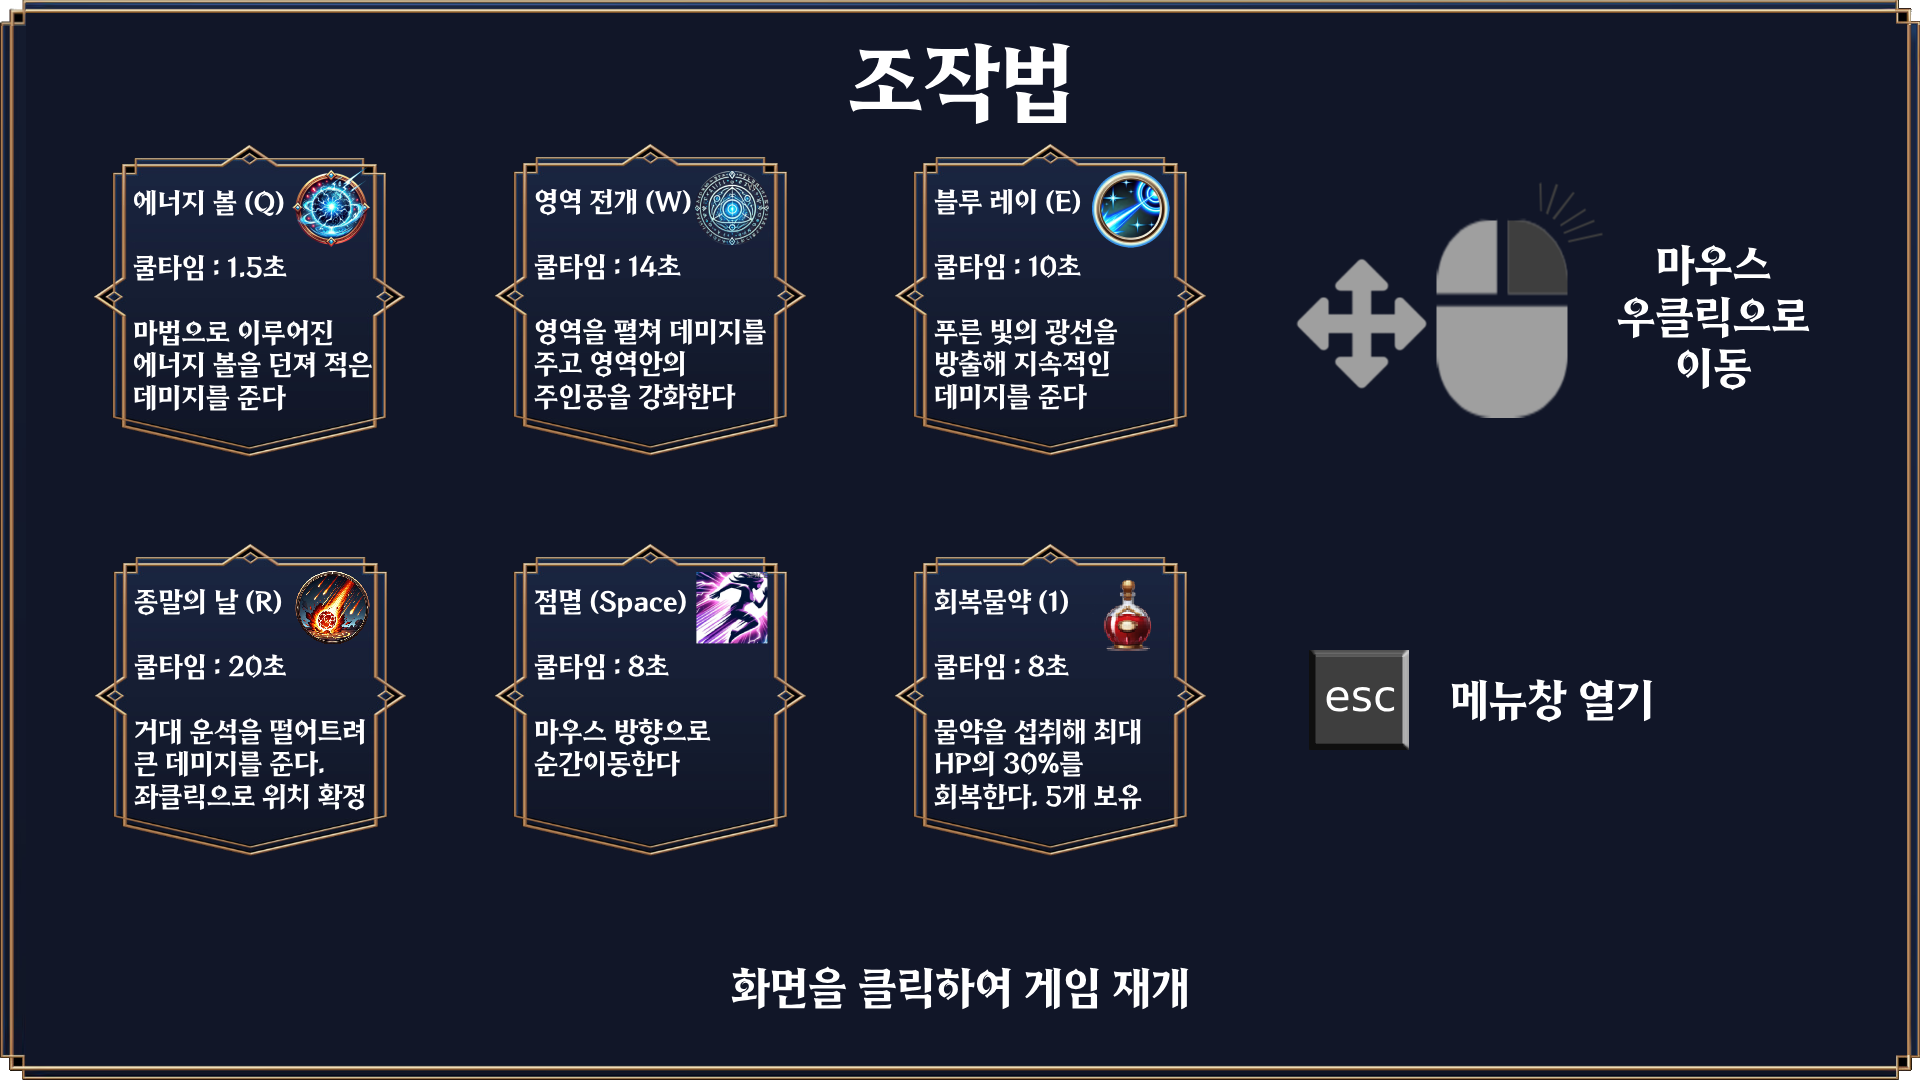 조작법
에너지 볼 (Q)
쿨타임 : 1.5초
마법으로 이루어진
에너지 볼을 던져 적은
데미지를 준다
영역 전개 (W)
쿨타임 : 14초
영역을 펼쳐 데미지를
주고 영역안의
주인공을 강화한다
블루 레이 (E)
쿨타임 : 10초
푸른 빛의 광선을
방출해 지속적인
데미지를 준다
마우스
우클릭으로
이동
종말의 날 (R)
쿨타임 : 20초
거대 운석을 떨어트려
큰 데미지를 준다.
좌클릭으로 위치 확정
점멸 (Space)
쿨타임 : 8초
마우스 방향으로
순간이동한다
회복물약 (1)
쿨타임 : 8초
물약을 섭취해 최대
HP의 30%를
회복한다. 5개 보유
esc
메뉴창 열기
화면을 클릭하여 게임 재개